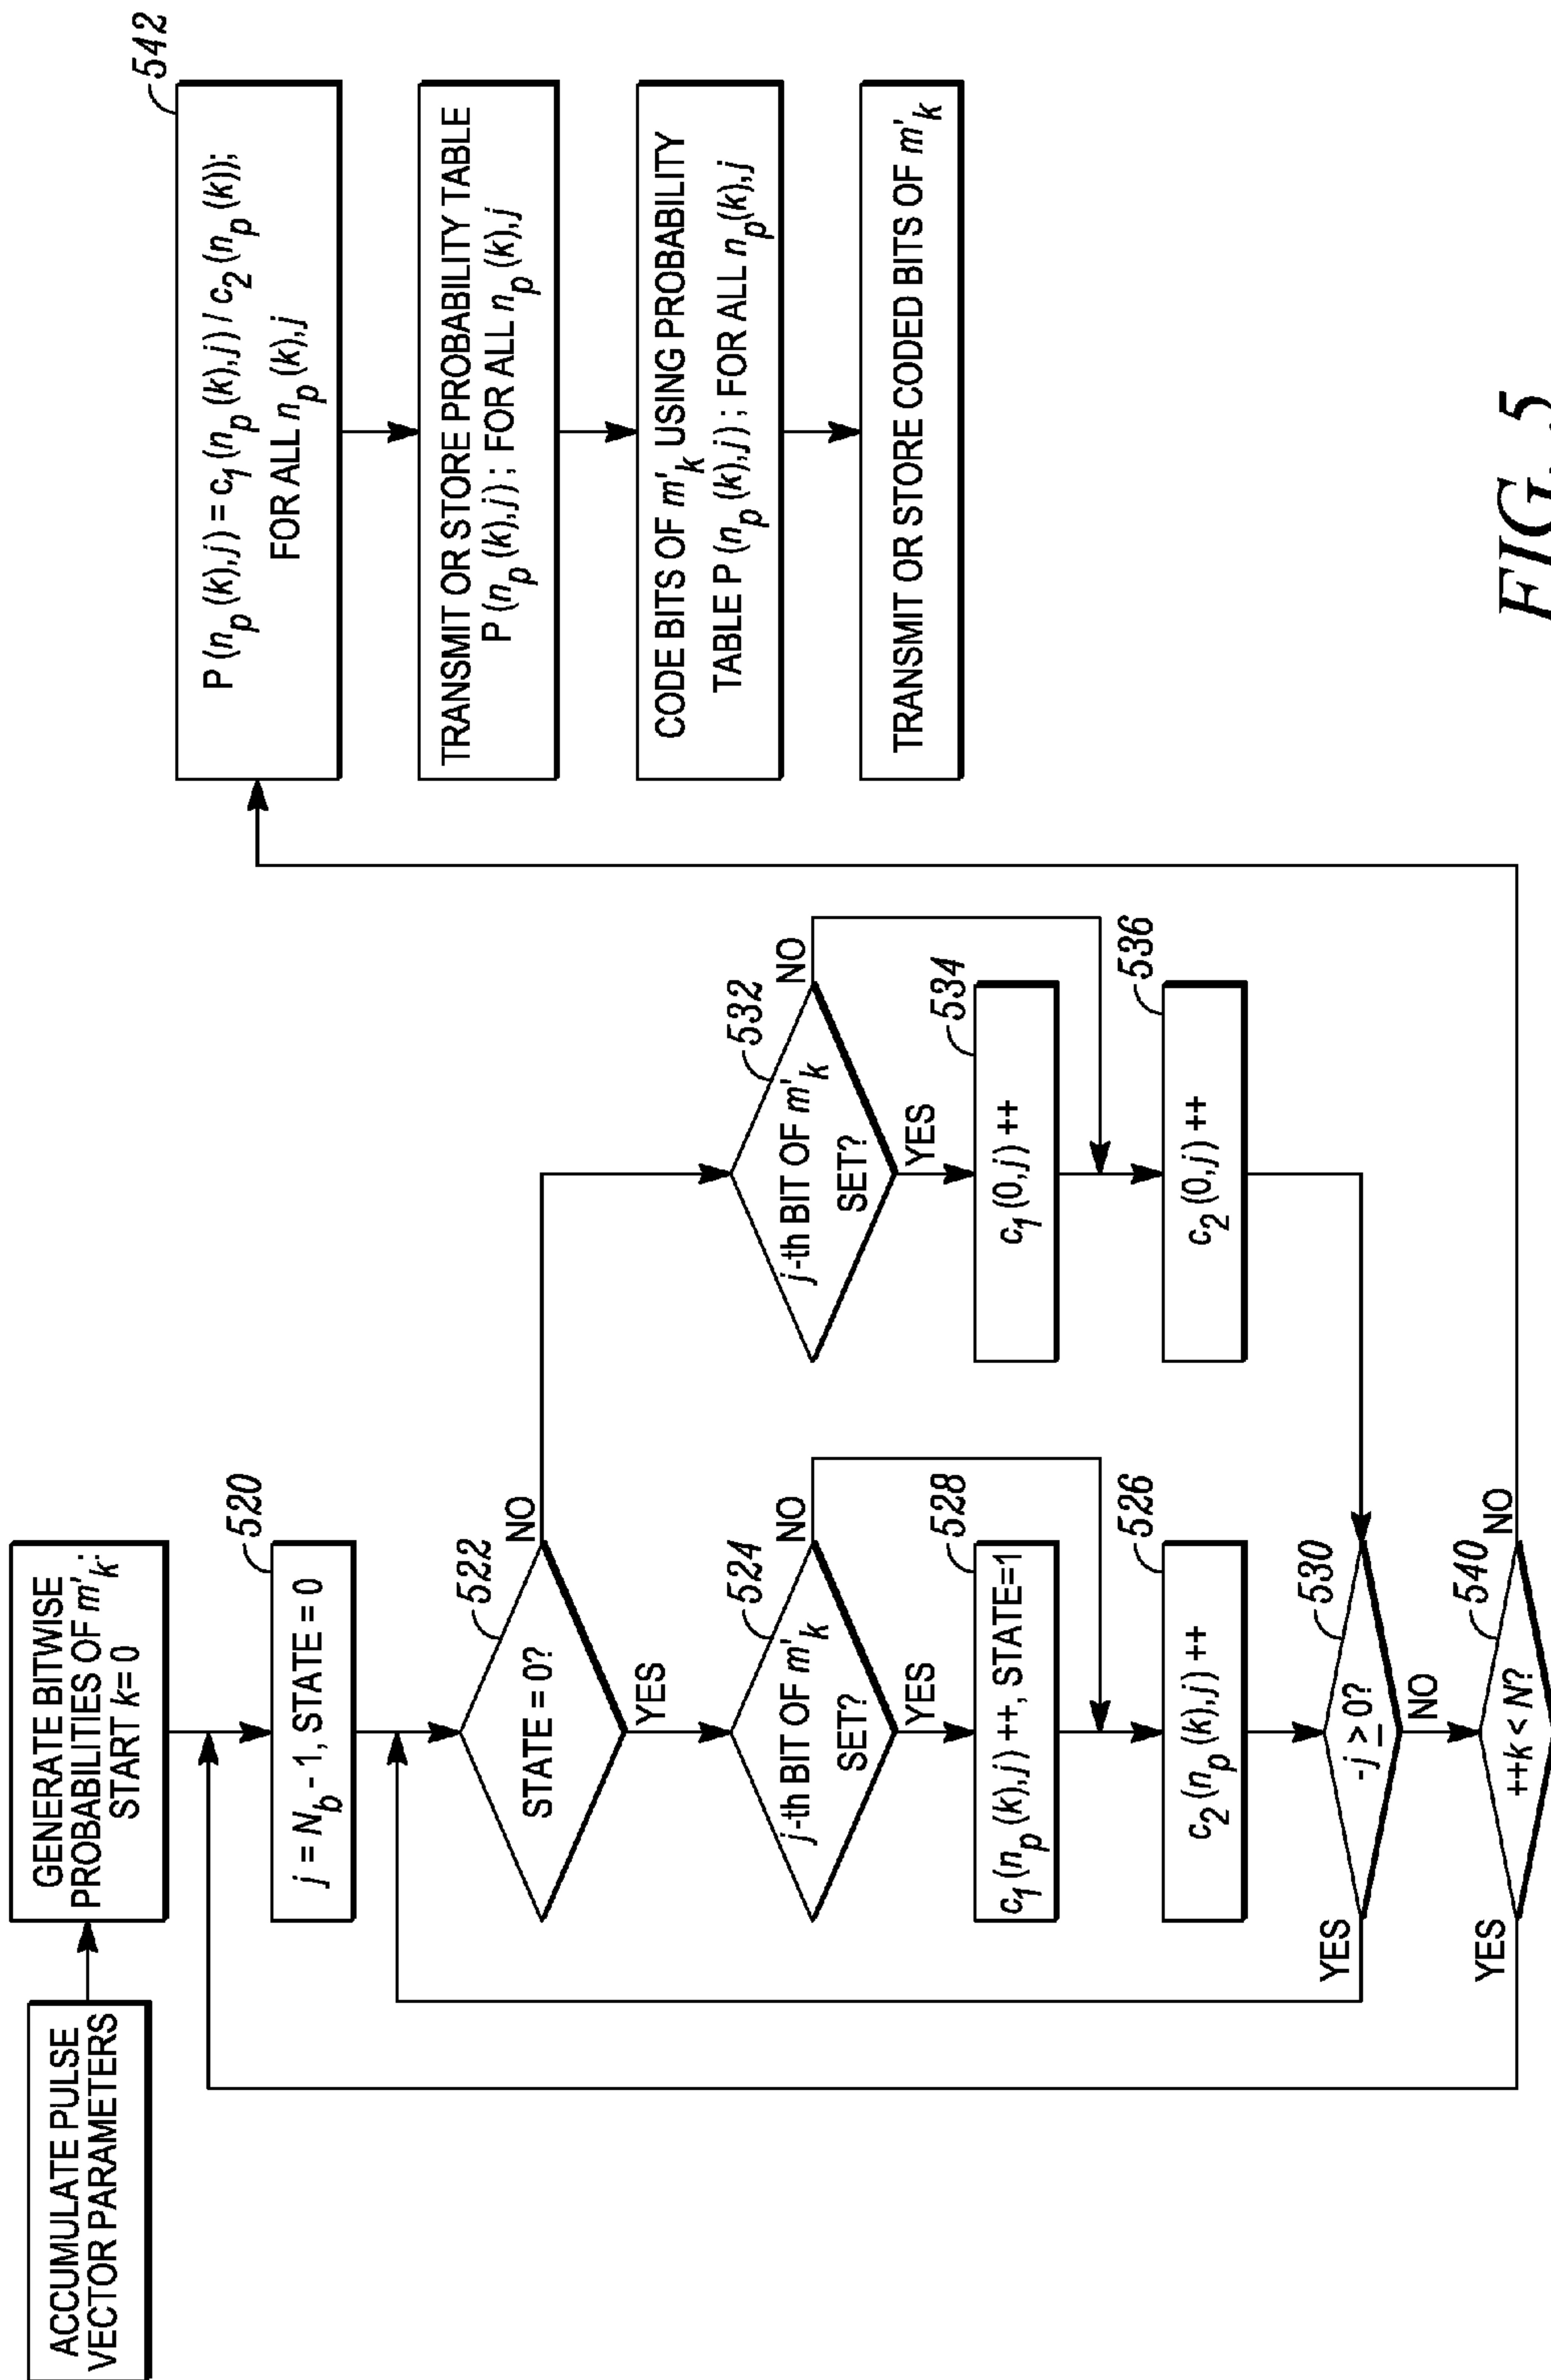 ACCUMULATE PULSE
VECTOR PARAMETERS
GENERATE BITWISE
PROBABILITIES OF m'k.
START k= 0
520
j = Nb - 1, STATE = 0
522
STATE = 0?
NO
YES
524
j-th BIT OF m'k
SET?
NO
YES
528
c1 (np (k),j) ++, STATE=1
526
c2 (np (k),j) ++
530
-j ≥ 0?
YES
NO
540
++k < N?
YES
NO
532
j-th BIT OF m'k
SET?
NO
YES
534
c1 (0,j) ++
536
c2 (0,j) ++
542
P (np (k),j) = c1 (np (k),j) / c2 (np (k));
FOR ALL np (k),j
TRANSMIT OR STORE PROBABILITY TABLE
P (np (k),j) ; FOR ALL np (k),j
CODE BITS OF m'k USING PROBABILITY
TABLE P (np (k),j) ; FOR ALL np (k),j
TRANSMIT OR STORE CODED BITS OF m'k
FIG. 5